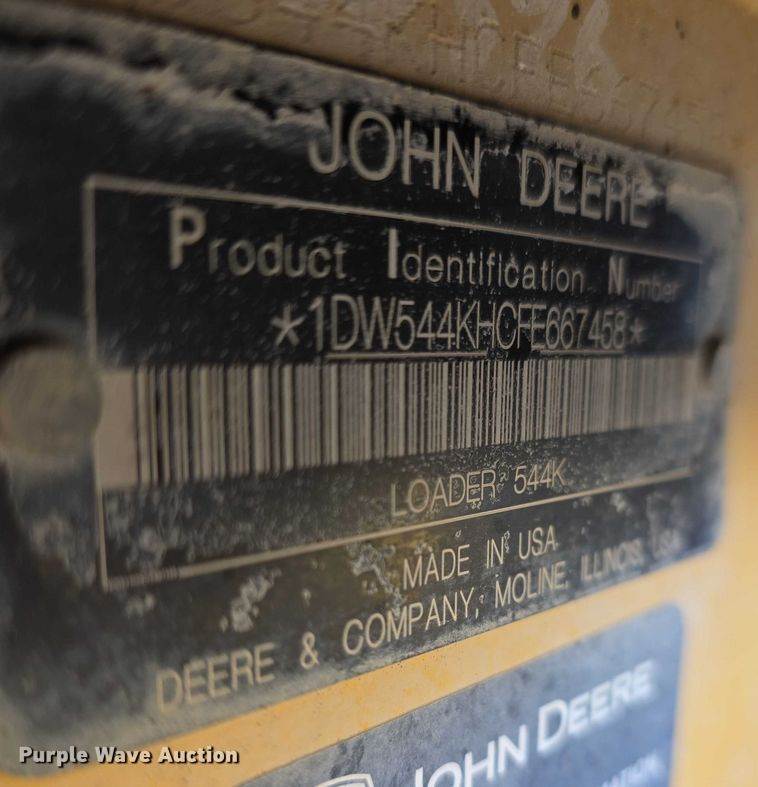 JOHN DEERE
Product Identification Number
*1DW544KHCFE667458*
LOADER 544K
MADE IN USA
DEERE & COMPANY, MOLINE, ILLINOIS, USA
JOHN DEERE
Purple Wave Auction